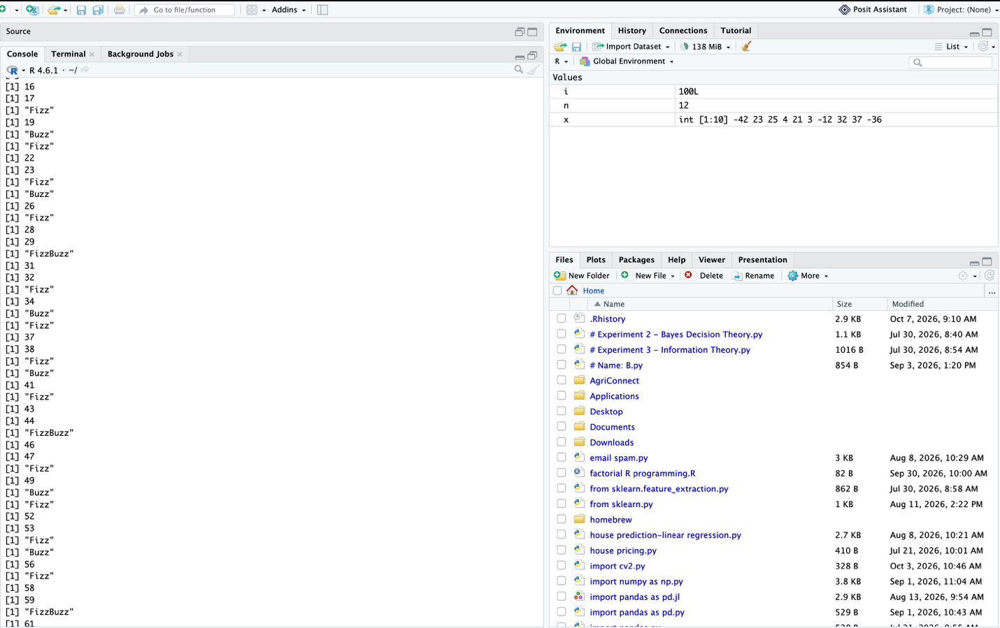 Go to file/function
Addins
Posit Assistant
Project: (None)
Source
Console
Terminal
Background Jobs
R 4.6.1 · ~/
[1] 16
[1] 17
[1] "Fizz"
[1] 19
[1] "Buzz"
[1] "Fizz"
[1] 22
[1] 23
[1] "Fizz"
[1] "Buzz"
[1] 26
[1] "Fizz"
[1] 28
[1] 29
[1] "FizzBuzz"
[1] 31
[1] 32
[1] "Fizz"
[1] 34
[1] "Buzz"
[1] "Fizz"
[1] 37
[1] 38
[1] "Fizz"
[1] "Buzz"
[1] 41
[1] "Fizz"
[1] 43
[1] 44
[1] "FizzBuzz"
[1] 46
[1] 47
[1] "Fizz"
[1] 49
[1] "Buzz"
[1] "Fizz"
[1] 52
[1] 53
[1] "Fizz"
[1] "Buzz"
[1] 56
[1] "Fizz"
[1] 58
[1] 59
[1] "FizzBuzz"
[1] 61
Environment
History
Connections
Tutorial
Import Dataset
138 MiB
List
R
Global Environment
Values
i 100L
n 12
x int [1:10] -42 23 25 4 21 3 -12 32 37 -36
Files
Plots
Packages
Help
Viewer
Presentation
New Folder
New File
Delete
Rename
More
Home
...
Name Size Modified
.Rhistory 2.9 KB Oct 7, 2026, 9:10 AM
# Experiment 2 - Bayes Decision Theory.py 1.1 KB Jul 30, 2026, 8:40 AM
# Experiment 3 - Information Theory.py 1016 B Jul 30, 2026, 8:54 AM
# Name: B.py 854 B Sep 3, 2026, 1:20 PM
AgriConnect
Applications
Desktop
Documents
Downloads
email spam.py 3 KB Aug 8, 2026, 10:29 AM
factorial R programming.R 82 B Sep 30, 2026, 10:00 AM
from sklearn.feature_extraction.py 862 B Jul 30, 2026, 8:58 AM
from sklearn.py 1 KB Aug 11, 2026, 2:22 PM
homebrew
house prediction-linear regression.py 2.7 KB Aug 8, 2026, 10:21 AM
house pricing.py 410 B Jul 21, 2026, 10:01 AM
import cv2.py 328 B Oct 3, 2026, 10:46 AM
import numpy as np.py 3.8 KB Sep 1, 2026, 11:04 AM
import pandas as pd.jl 2.9 KB Aug 13, 2026, 9:54 AM
import pandas as pd.py 529 B Sep 1, 2026, 10:43 AM